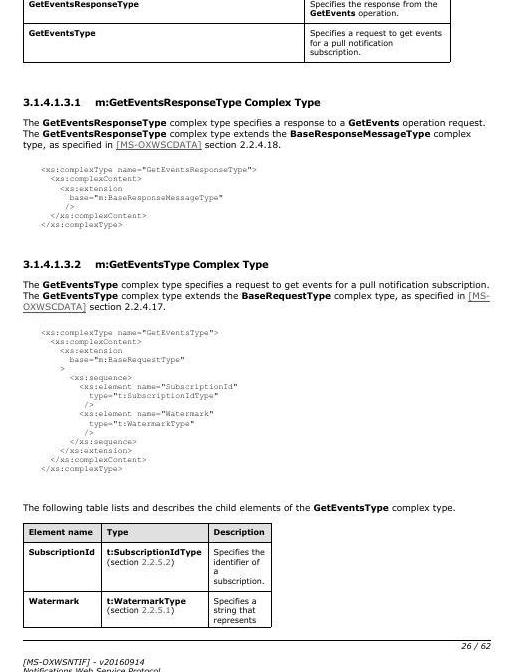 GetEventsResponseType
Specifies the response from the
GetEvents operation.
GetEventsType
Specifies a request to get events
for a pull notification
subscription.
3.1.4.1.3.1 m:GetEventsResponseType Complex Type
The GetEventsResponseType complex type specifies a response to a GetEvents operation request.
The GetEventsResponseType complex type extends the BaseResponseMessageType complex
type, as specified in [MS-OXWSCDATA] section 2.2.4.18.
<xs:complexType name="GetEventsResponseType">
<xs:complexContent>
<xs:extension
base="m:BaseResponseMessageType"
/>
</xs:complexContent>
</xs:complexType>
3.1.4.1.3.2 m:GetEventsType Complex Type
The GetEventsType complex type specifies a request to get events for a pull notification subscription.
The GetEventsType complex type extends the BaseRequestType complex type, as specified in [MS-
OXWSCDATA] section 2.2.4.17.
<xs:complexType name="GetEventsType">
<xs:complexContent>
<xs:extension
base="m:BaseRequestType"
>
<xs:sequence>
<xs:element name="SubscriptionId"
type="t:SubscriptionIdType"
/>
<xs:element name="Watermark"
type="t:WatermarkType"
/>
</xs:sequence>
</xs:extension>
</xs:complexContent>
</xs:complexType>
The following table lists and describes the child elements of the GetEventsType complex type.
Element name Type Description
SubscriptionId
t:SubscriptionIdType
(section 2.2.5.2)
Specifies the
identifier of
a
subscription.
Watermark
t:WatermarkType
(section 2.2.5.1)
Specifies a
string that
represents
26 / 62
[MS-OXWSNTIF] - v20160914
Notifications Web Service Protocol